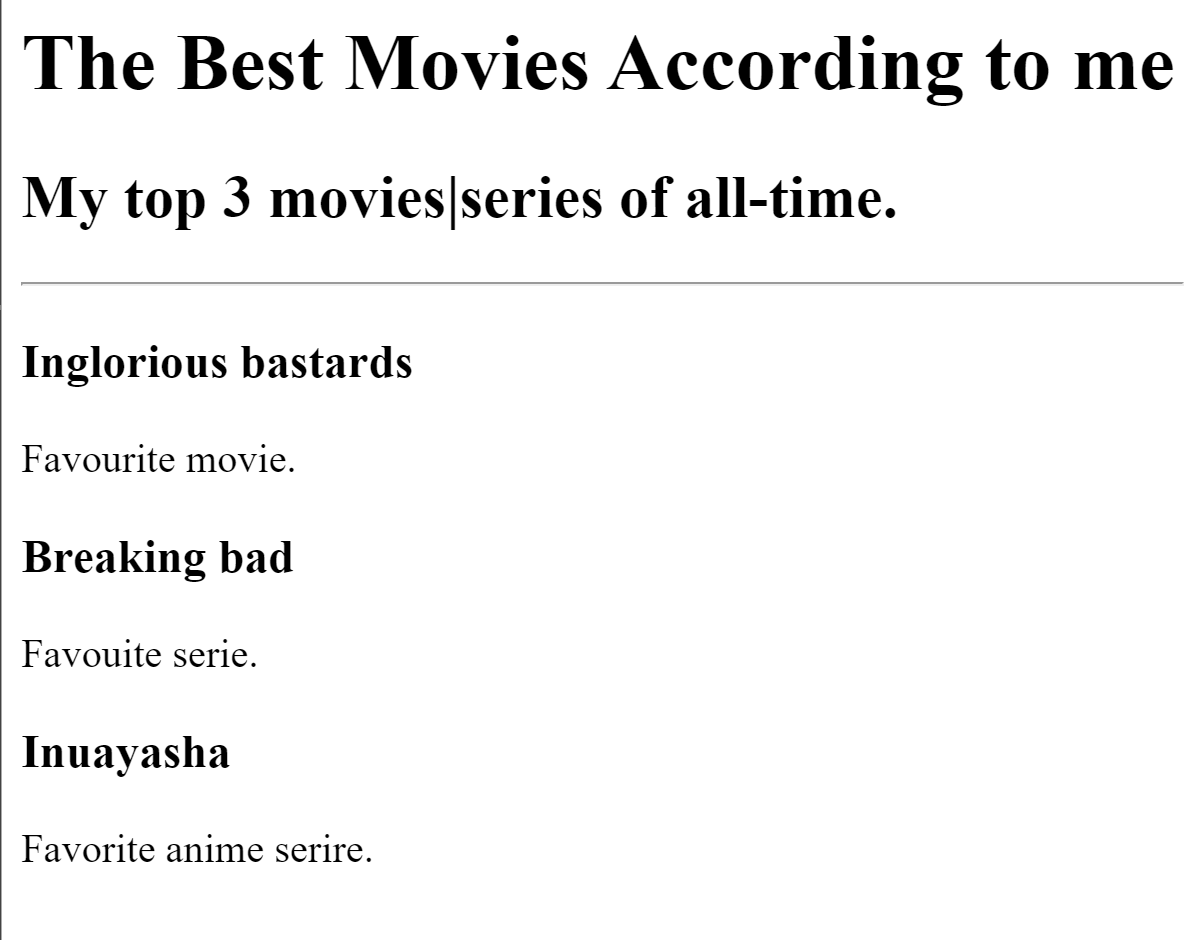 The Best Movies According to me
My top 3 movies|series of all-time.
Inglorious bastards
Favourite movie.
Breaking bad
Favouite serie.
Inuayasha
Favorite anime serire.